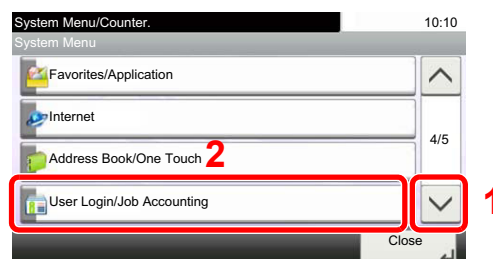 System Menu/Counter. 10:10
System Menu
Favorites/Application
Internet
4/5
Address Book/One Touch 2
User Login/Job Accounting
1
Close